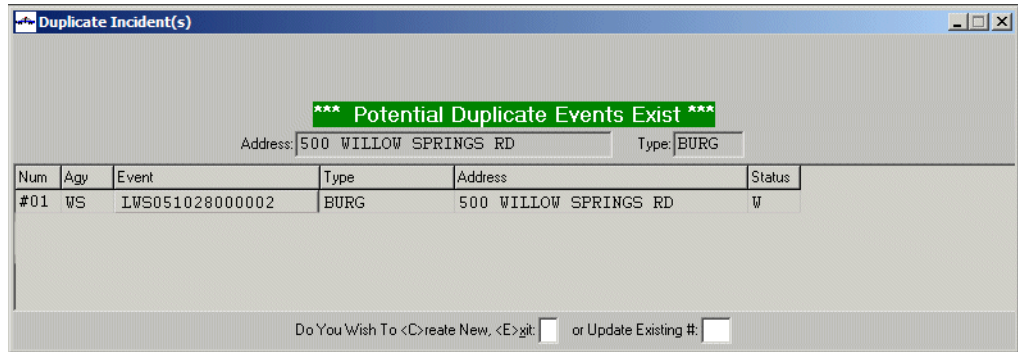 Duplicate Incident(s)
*** Potential Duplicate Events Exist ***
Address: 500 WILLOW SPRINGS RD Type: BURG
Num Agy Event Type Address Status
#01 WS LWS051028000002 BURG 500 WILLOW SPRINGS RD W
Do You Wish To <C>reate New, <E>xit: or Update Existing #: